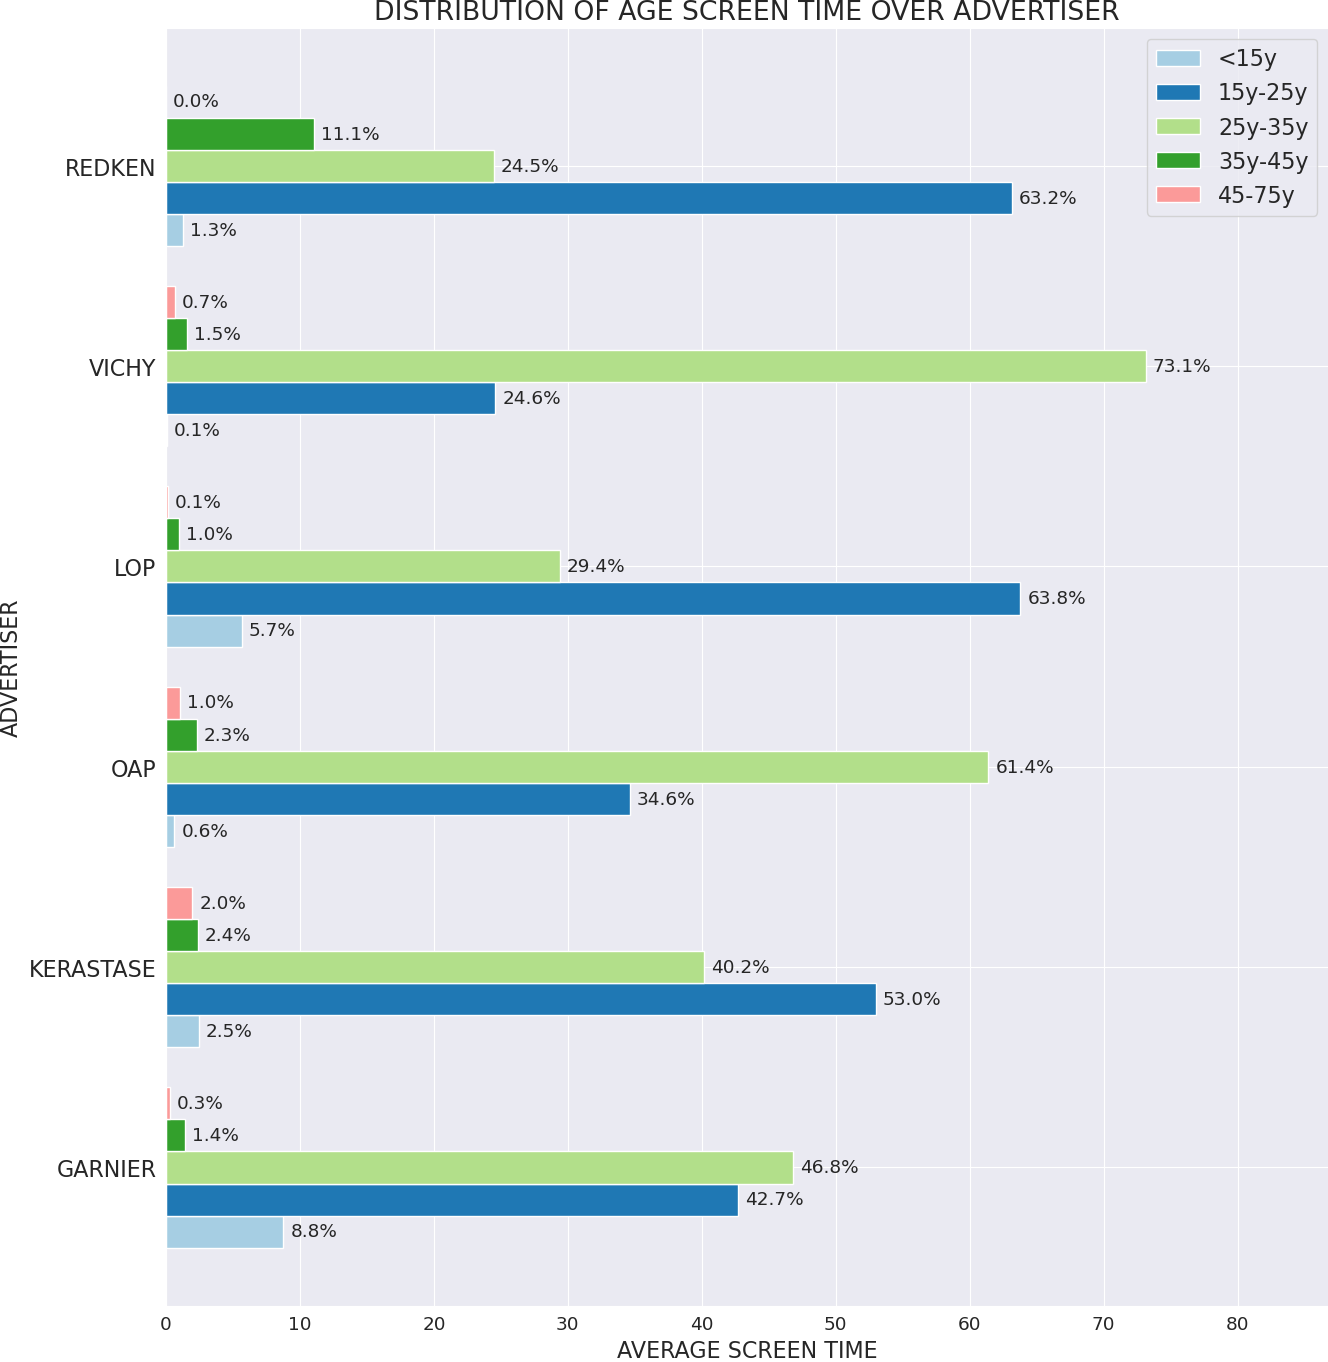 DISTRIBUTION OF AGE SCREEN TIME OVER ADVERTISER
<15y
15y-25y
25y-35y
35y-45y
45-75y
REDKEN
0.0%
11.1%
24.5%
63.2%
1.3%
VICHY
0.7%
1.5%
73.1%
24.6%
0.1%
LOP
0.1%
1.0%
29.4%
63.8%
5.7%
OAP
1.0%
2.3%
61.4%
34.6%
0.6%
KERASTASE
2.0%
2.4%
40.2%
53.0%
2.5%
GARNIER
0.3%
1.4%
46.8%
42.7%
8.8%
ADVERTISER
0 10 20 30 40 50 60 70 80
AVERAGE SCREEN TIME